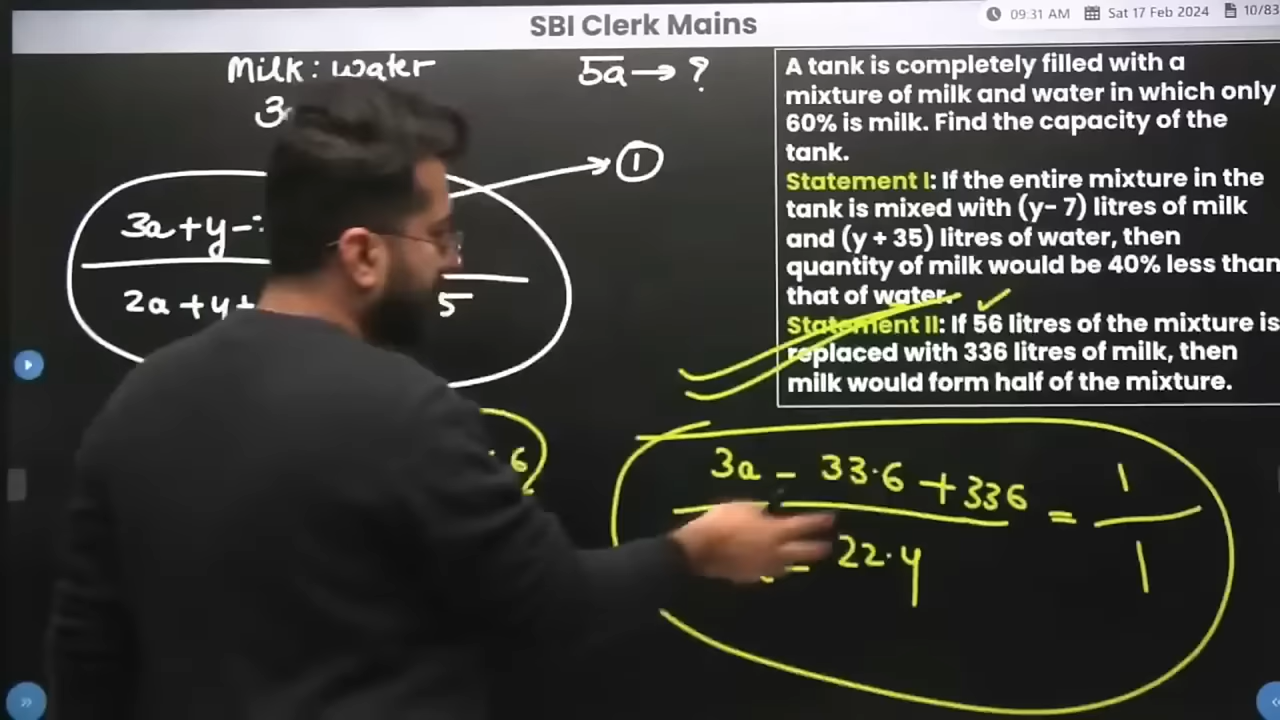 09:31 AM Sat 17 Feb 2024 10/83
SBI Clerk Mains
Milk : water
3
5a → ?
1
3a + y -
2a + y +
5
A tank is completely filled with a
mixture of milk and water in which only
60% is milk. Find the capacity of the
tank.
Statement I: If the entire mixture in the
tank is mixed with (y- 7) litres of milk
and (y + 35) litres of water, then
quantity of milk would be 40% less than
that of water.
Statement II: If 56 litres of the mixture is
replaced with 336 litres of milk, then
milk would form half of the mixture.
.6
3a - 33.6 + 336 = 1
- 22.4 1